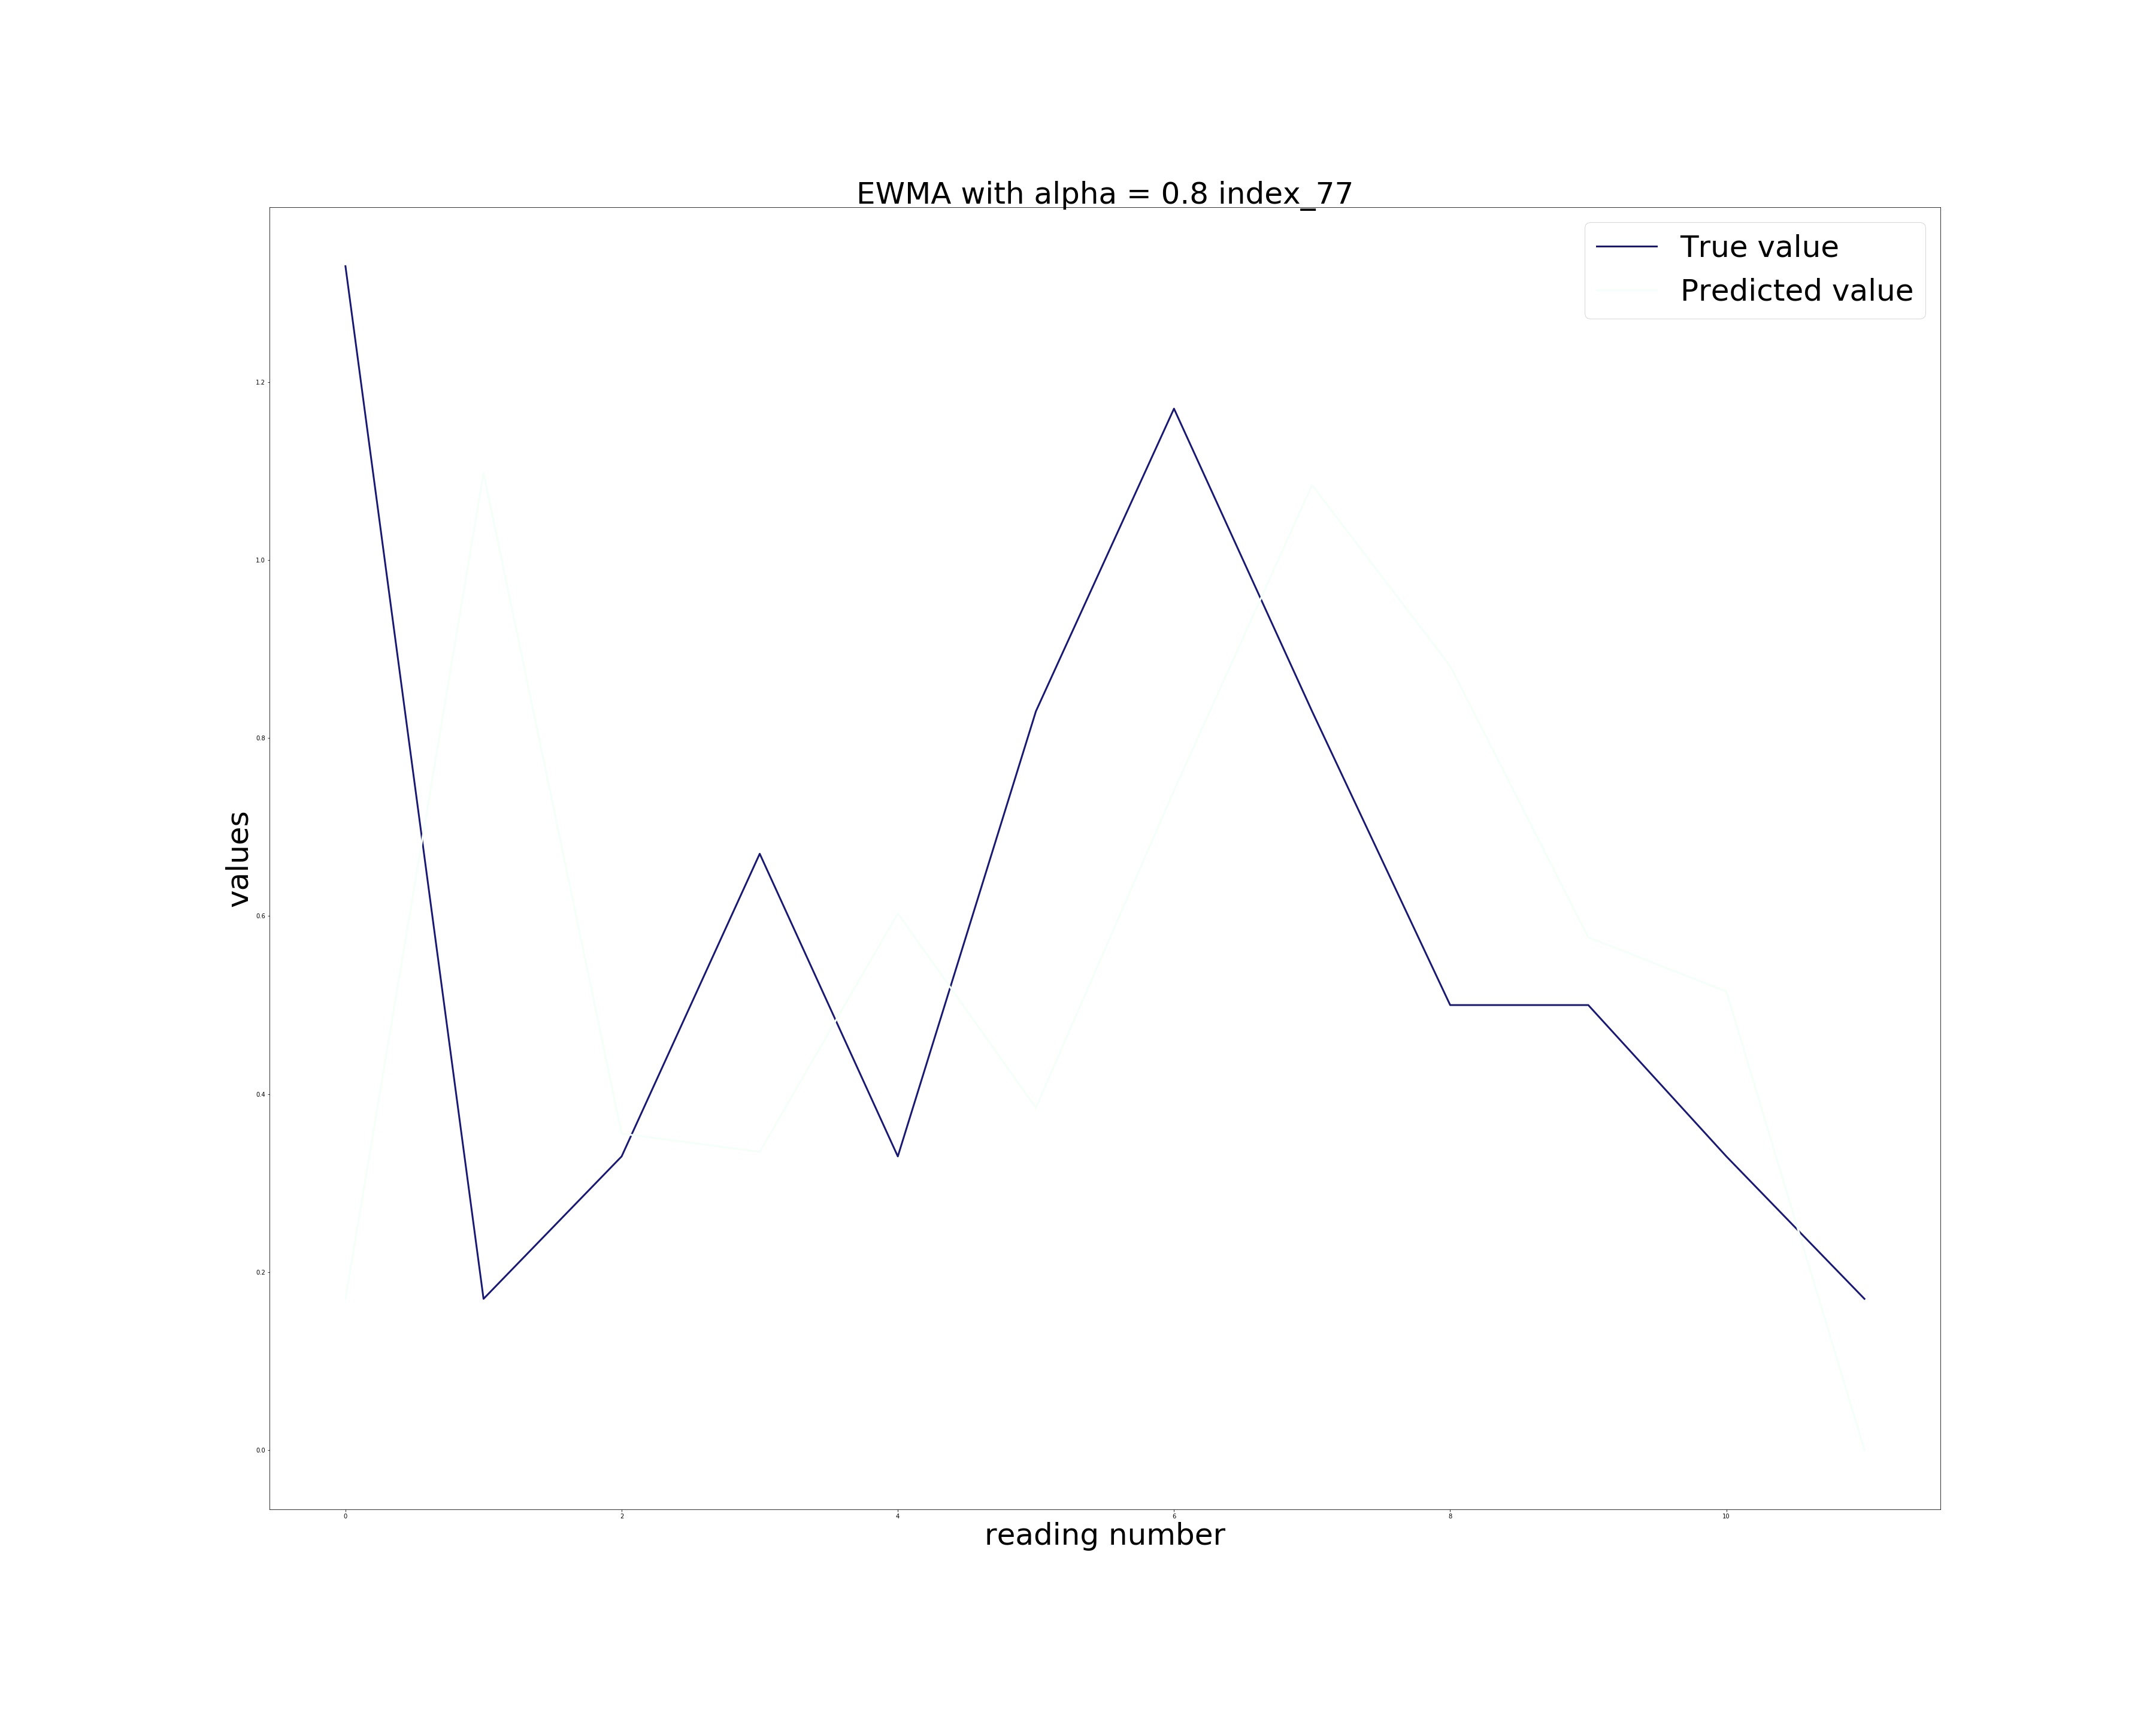 EWMA with alpha = 0.8 index_77
True value
Predicted value
1.2
1.0
0.8
0.6
0.4
0.2
0.0
values
0 2 4 6 8 10
reading number